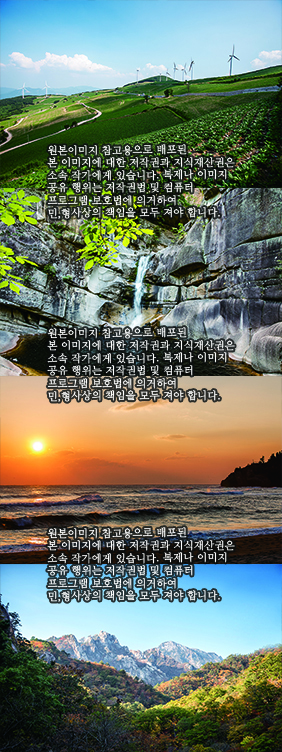 원본이미지 참고용으로 배포된
본 이미지에 대한 저작권과 지식재산권은
소속 작가에게 있습니다. 복제나 이미지
공유 행위는 저작권법 및 컴퓨터
프로그램 보호법에 의거하여
민,형사상의 책임을 모두 져야 합니다.
원본이미지 참고용으로 배포된
본 이미지에 대한 저작권과 지식재산권은
소속 작가에게 있습니다. 복제나 이미지
공유 행위는 저작권법 및 컴퓨터
프로그램 보호법에 의거하여
민,형사상의 책임을 모두 져야 합니다.
원본이미지 참고용으로 배포된
본 이미지에 대한 저작권과 지식재산권은
소속 작가에게 있습니다. 복제나 이미지
공유 행위는 저작권법 및 컴퓨터
프로그램 보호법에 의거하여
민,형사상의 책임을 모두 져야 합니다.